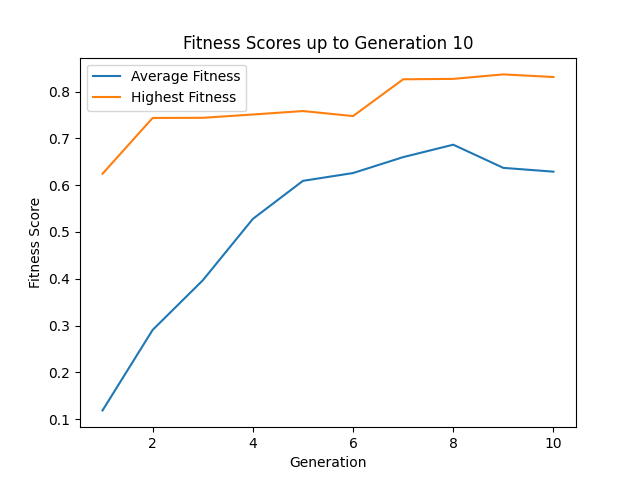 Fitness Scores up to Generation 10
Average Fitness
Highest Fitness
0.8
0.7
0.6
0.5
0.4
0.3
0.2
0.1
Fitness Score
2 4 6 8 10
Generation